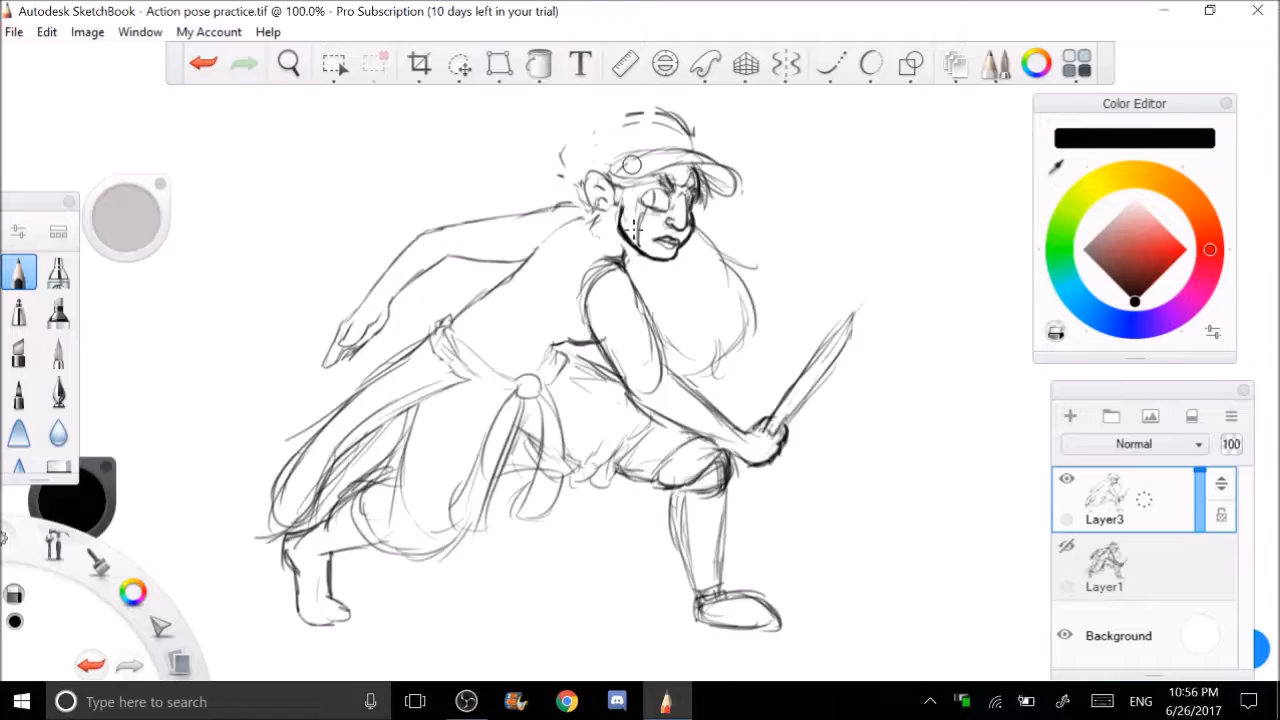 Autodesk SketchBook - Action pose practice.tif @ 100.0% - Pro Subscription (10 days left in your trial)
File Edit Image Window My Account Help
T
Color Editor
Normal 100
Layer3
Layer1
Background
Type here to search
ENG
10:56 PM
6/26/2017